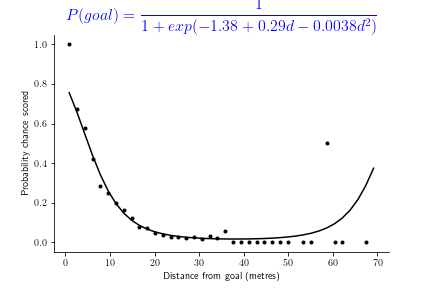 P(goal) = 1 / 1 + exp(−1.38 + 0.29d − 0.0038d²)
Probability chance scored
1.0
0.8
0.6
0.4
0.2
0.0
0 10 20 30 40 50 60 70
Distance from goal (metres)